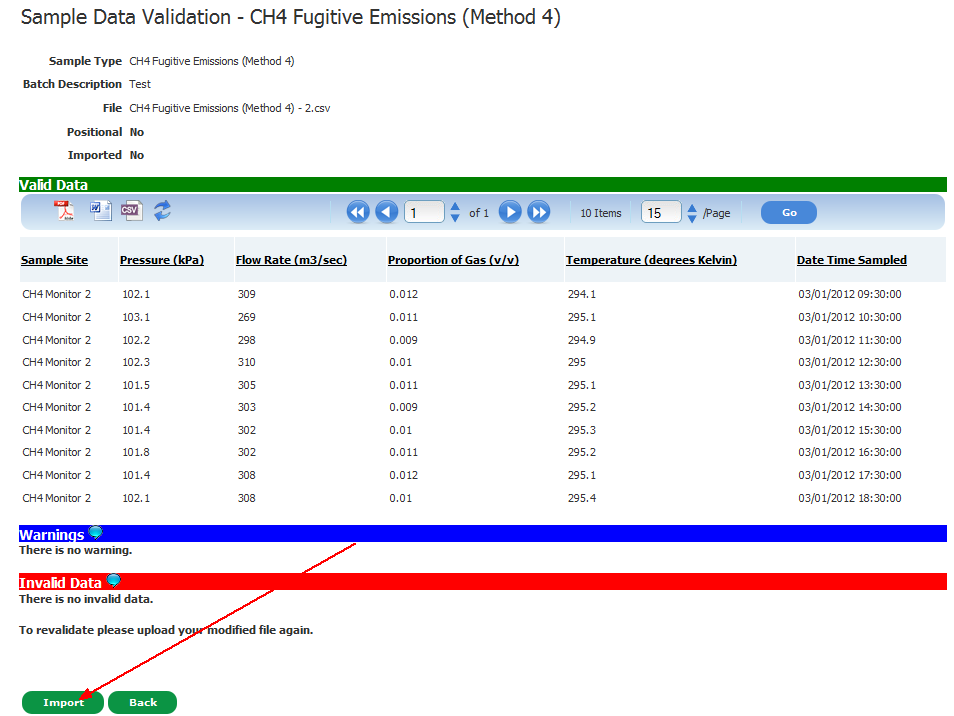 Sample Data Validation - CH4 Fugitive Emissions (Method 4)
Sample Type CH4 Fugitive Emissions (Method 4)
Batch Description Test
File CH4 Fugitive Emissions (Method 4) - 2.csv
Positional No
Imported No
Valid Data
PDF Adobe W CSV 1 of 1 10 Items 15 /Page Go
Sample Site Pressure (kPa) Flow Rate (m3/sec) Proportion of Gas (v/v) Temperature (degrees Kelvin) Date Time Sampled
CH4 Monitor 2 102.1 309 0.012 294.1 03/01/2012 09:30:00
CH4 Monitor 2 103.1 269 0.011 295.1 03/01/2012 10:30:00
CH4 Monitor 2 102.2 298 0.009 294.9 03/01/2012 11:30:00
CH4 Monitor 2 102.3 310 0.01 295 03/01/2012 12:30:00
CH4 Monitor 2 101.5 305 0.011 295.1 03/01/2012 13:30:00
CH4 Monitor 2 101.4 303 0.009 295.2 03/01/2012 14:30:00
CH4 Monitor 2 101.4 302 0.01 295.3 03/01/2012 15:30:00
CH4 Monitor 2 101.8 302 0.011 295.2 03/01/2012 16:30:00
CH4 Monitor 2 101.4 308 0.012 295.1 03/01/2012 17:30:00
CH4 Monitor 2 102.1 308 0.01 295.4 03/01/2012 18:30:00
Warnings
There is no warning.
Invalid Data
There is no invalid data.
To revalidate please upload your modified file again.
Import Back